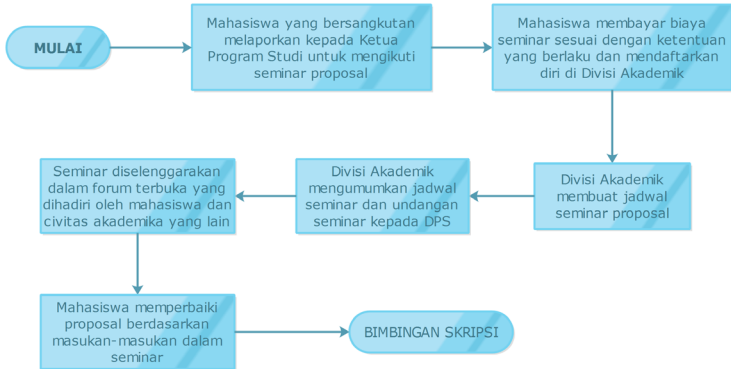 MULAI
Mahasiswa yang bersangkutan
melaporkan kepada Ketua
Program Studi untuk mengikuti
seminar proposal
Mahasiswa membayar biaya
seminar sesuai dengan ketentuan
yang berlaku dan mendaftarkan
diri di Divisi Akademik
Divisi Akademik
membuat jadwal
seminar proposal
Divisi Akademik
mengumumkan jadwal
seminar dan undangan
seminar kepada DPS
Seminar diselenggarakan
dalam forum terbuka yang
dihadiri oleh mahasiswa dan
civitas akademika yang lain
Mahasiswa memperbaiki
proposal berdasarkan
masukan-masukan dalam
seminar
BIMBINGAN SKRIPSI